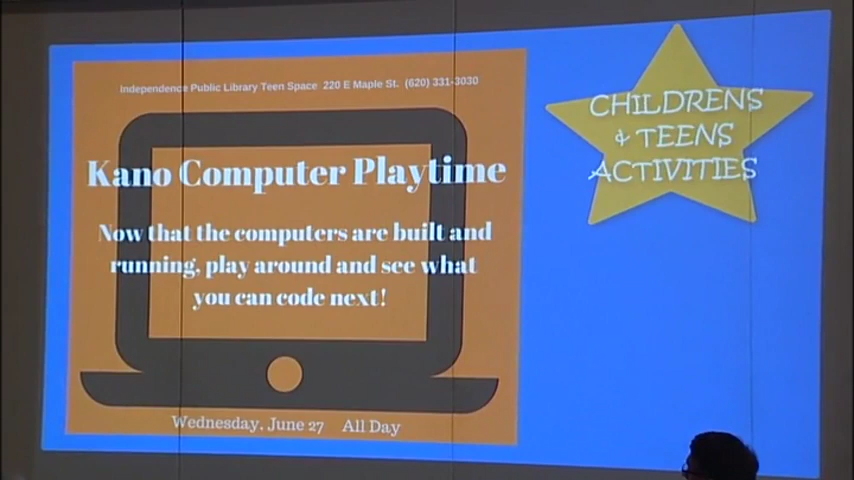 Independence Public Library Teen Space 220 E Maple St. (620) 331-3030
Kano Computer Playtime
Now that the computers are built and
running, play around and see what
you can code next!
Wednesday, June 27 All Day
CHILDRENS
& TEENS
ACTIVITIES